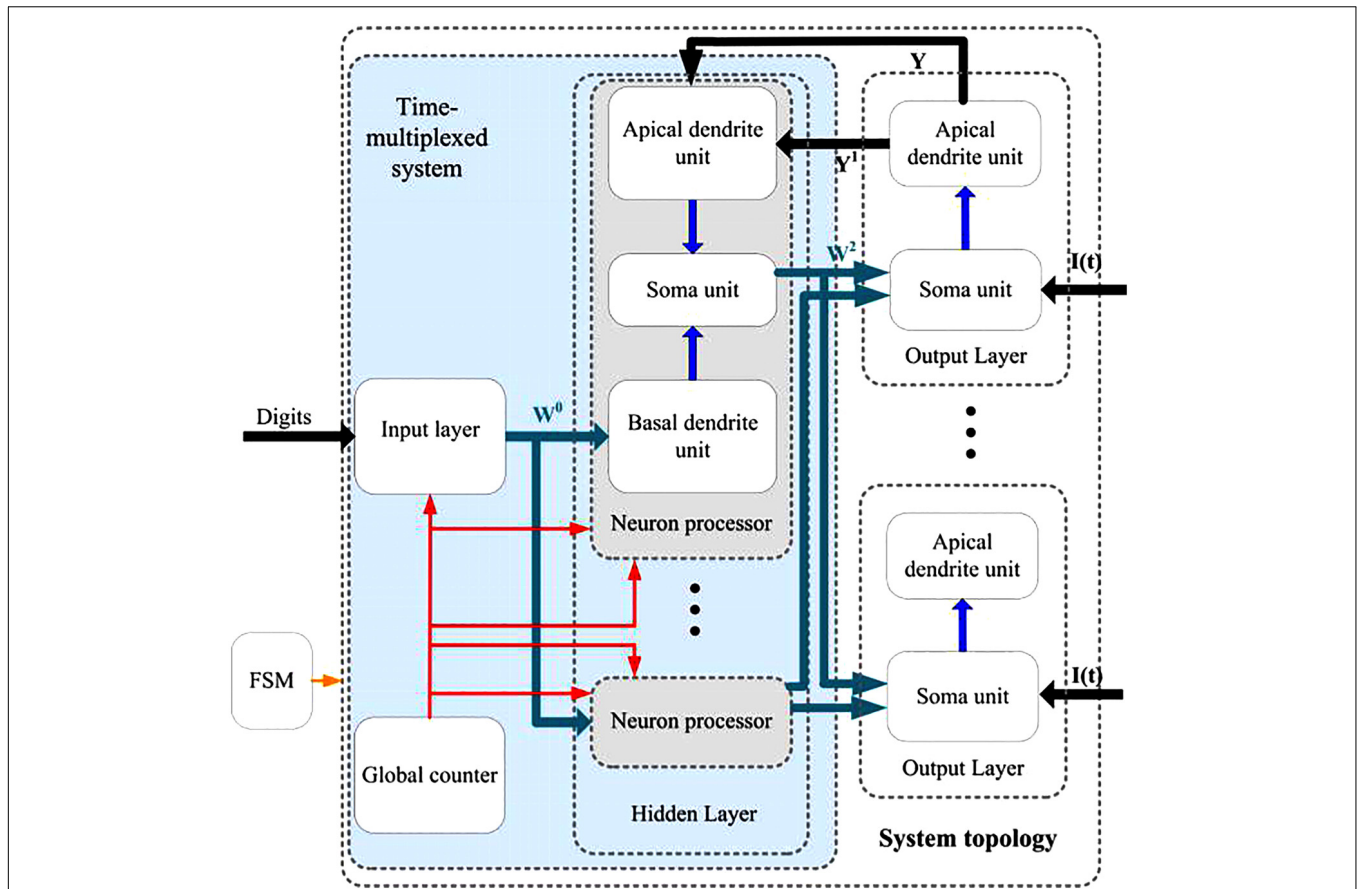 Time-
multiplexed
system
Y
Apical dendrite
unit
Apical
dendrite unit
Y¹
W²
I(t)
Soma unit
Soma unit
Output Layer
Digits
Input layer
W⁰
Basal dendrite
unit
Neuron processor
Apical
dendrite unit
FSM
I(t)
Soma unit
Neuron processor
Global counter
Output Layer
Hidden Layer
System topology